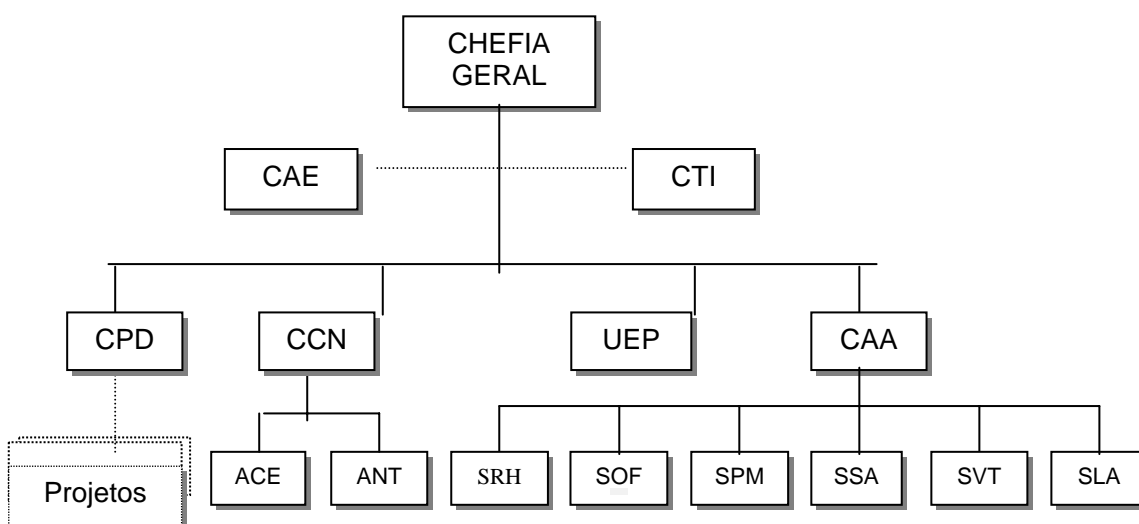 CHEFIA
GERAL
CAE
CTI
CPD
CCN
UEP
CAA
Projetos
ACE
ANT
SRH
SOF
SPM
SSA
SVT
SLA